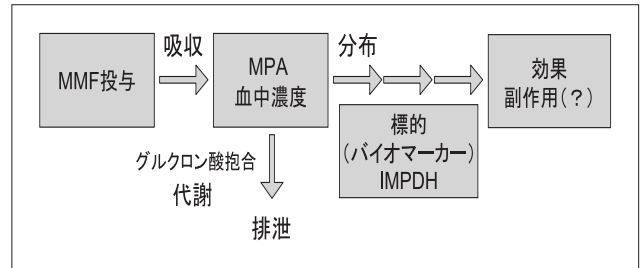 MMF投与
吸収
MPA
血中濃度
分布
標的
(バイオマーカー)
IMPDH
効果
副作用(？)
グルクロン酸抱合
代謝
排泄